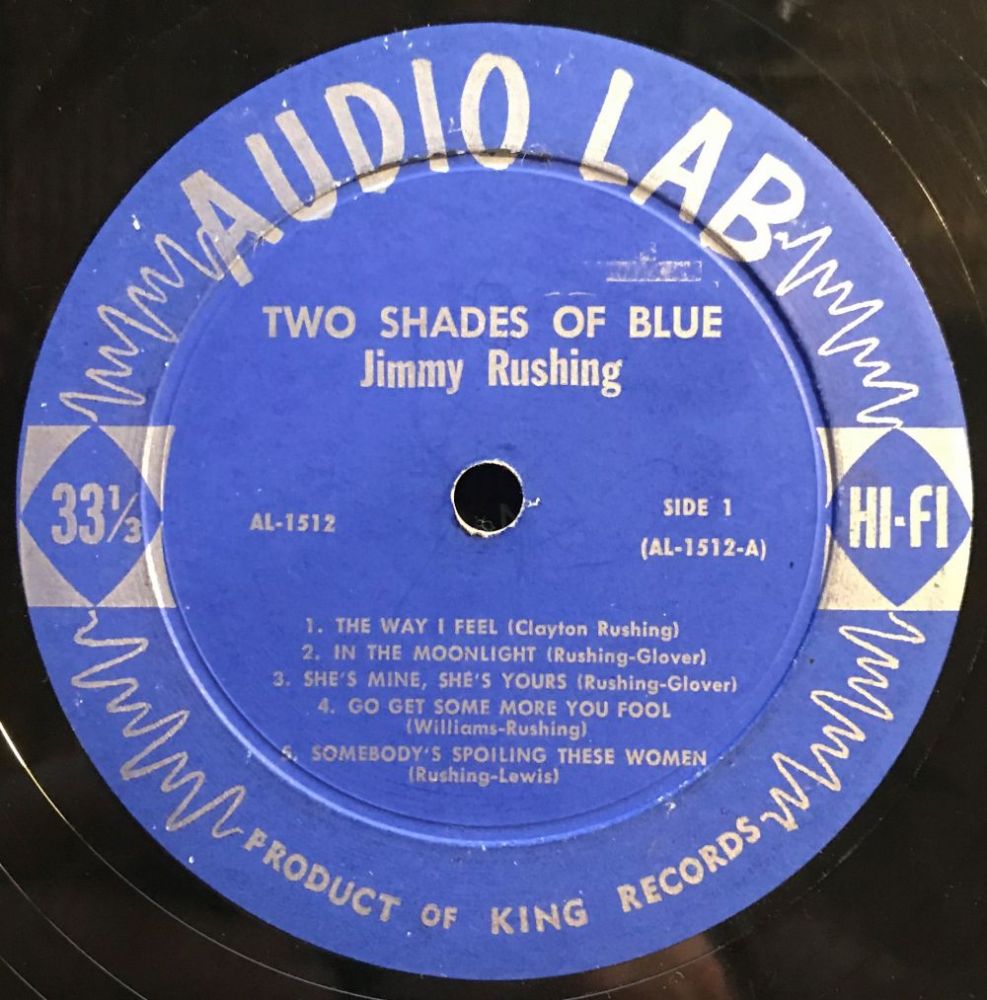 AUDIO LAB
TWO SHADES OF BLUE
Jimmy Rushing
33⅓
HI-FI
AL-1512
SIDE 1
(AL-1512-A)
1. THE WAY I FEEL (Clayton Rushing)
2. IN THE MOONLIGHT (Rushing-Glover)
3. SHE'S MINE, SHE'S YOURS (Rushing-Glover)
4. GO GET SOME MORE YOU FOOL
(Williams-Rushing)
5. SOMEBODY'S SPOILING THESE WOMEN
(Rushing-Lewis)
PRODUCT OF KING RECORDS